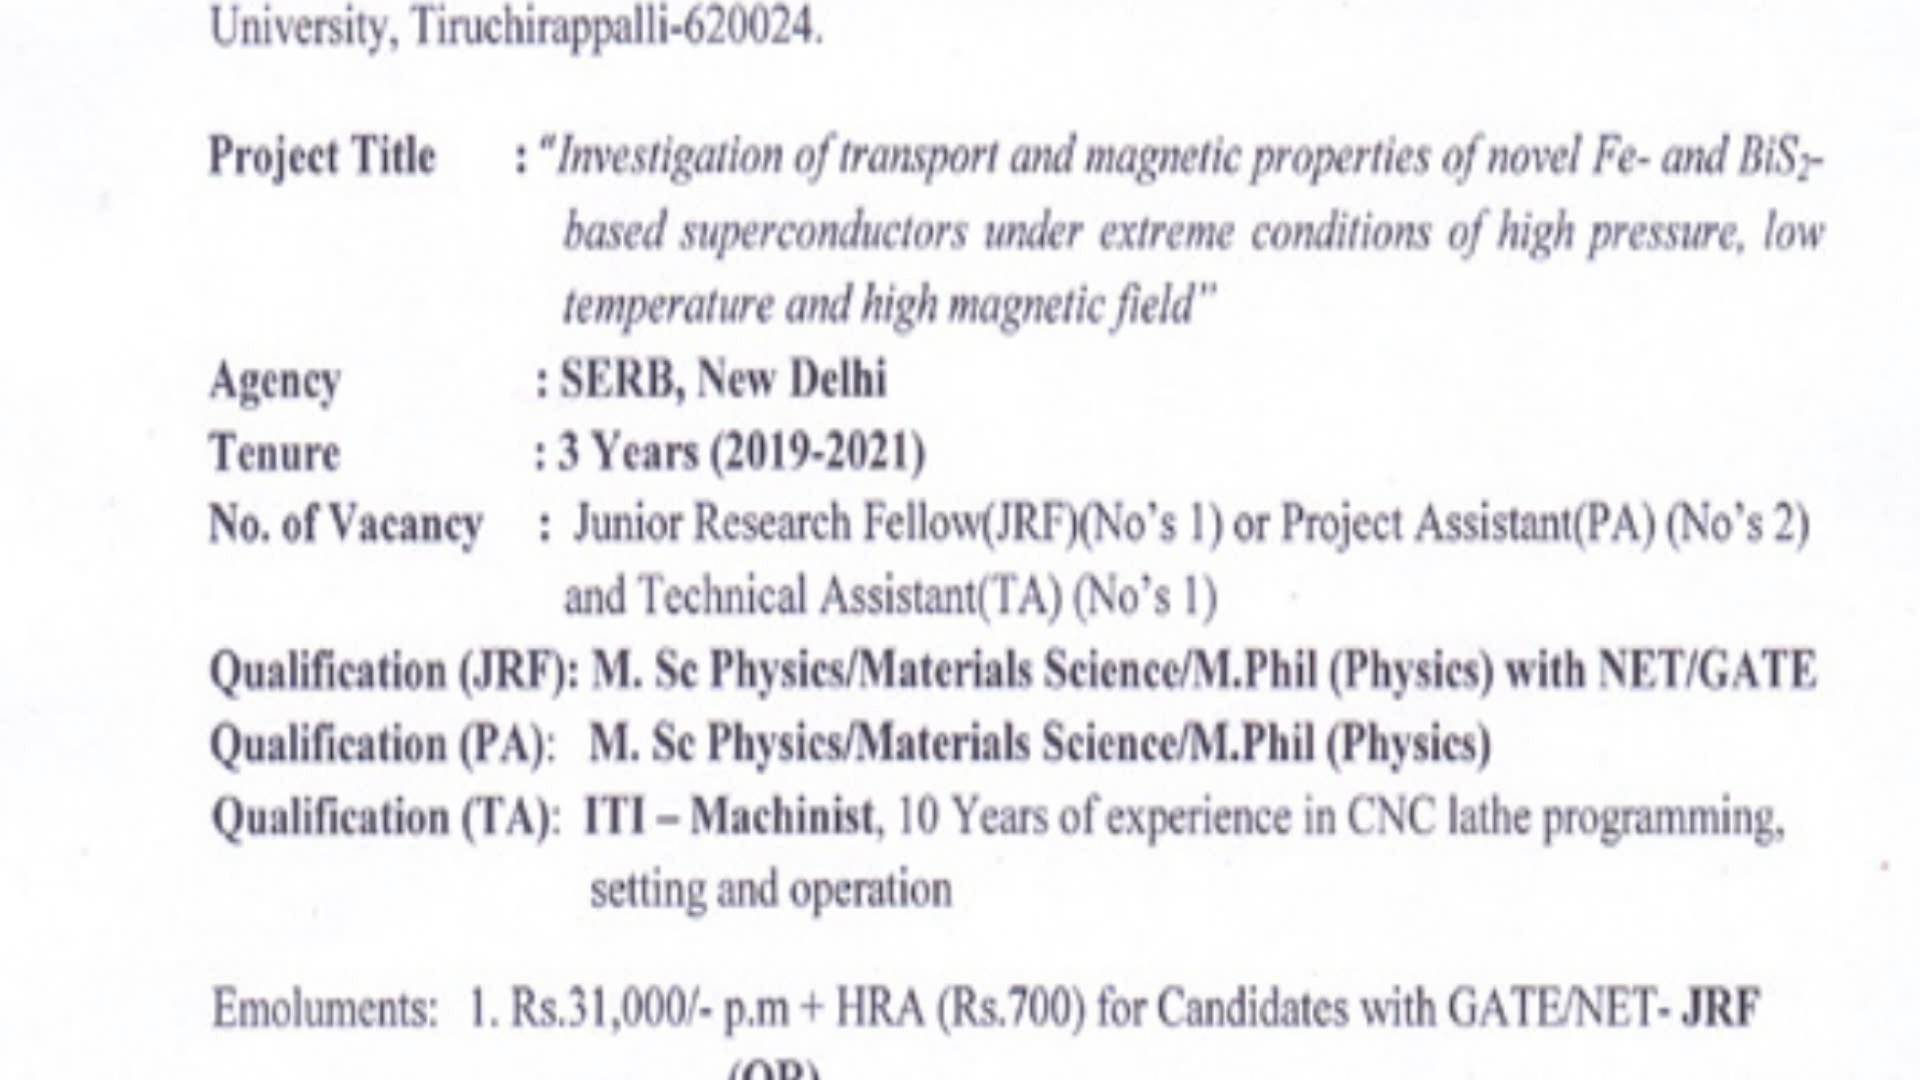 University, Tiruchirappalli-620024.
Project Title : "Investigation of transport and magnetic properties of novel Fe- and BiS₂-
based superconductors under extreme conditions of high pressure, low
temperature and high magnetic field"
Agency : SERB, New Delhi
Tenure : 3 Years (2019-2021)
No. of Vacancy : Junior Research Fellow(JRF)(No's 1) or Project Assistant(PA) (No's 2)
and Technical Assistant(TA) (No's 1)
Qualification (JRF): M. Sc Physics/Materials Science/M.Phil (Physics) with NET/GATE
Qualification (PA): M. Sc Physics/Materials Science/M.Phil (Physics)
Qualification (TA): ITI – Machinist, 10 Years of experience in CNC lathe programming,
setting and operation
Emoluments: 1. Rs.31,000/- p.m + HRA (Rs.700) for Candidates with GATE/NET- JRF
(OR)